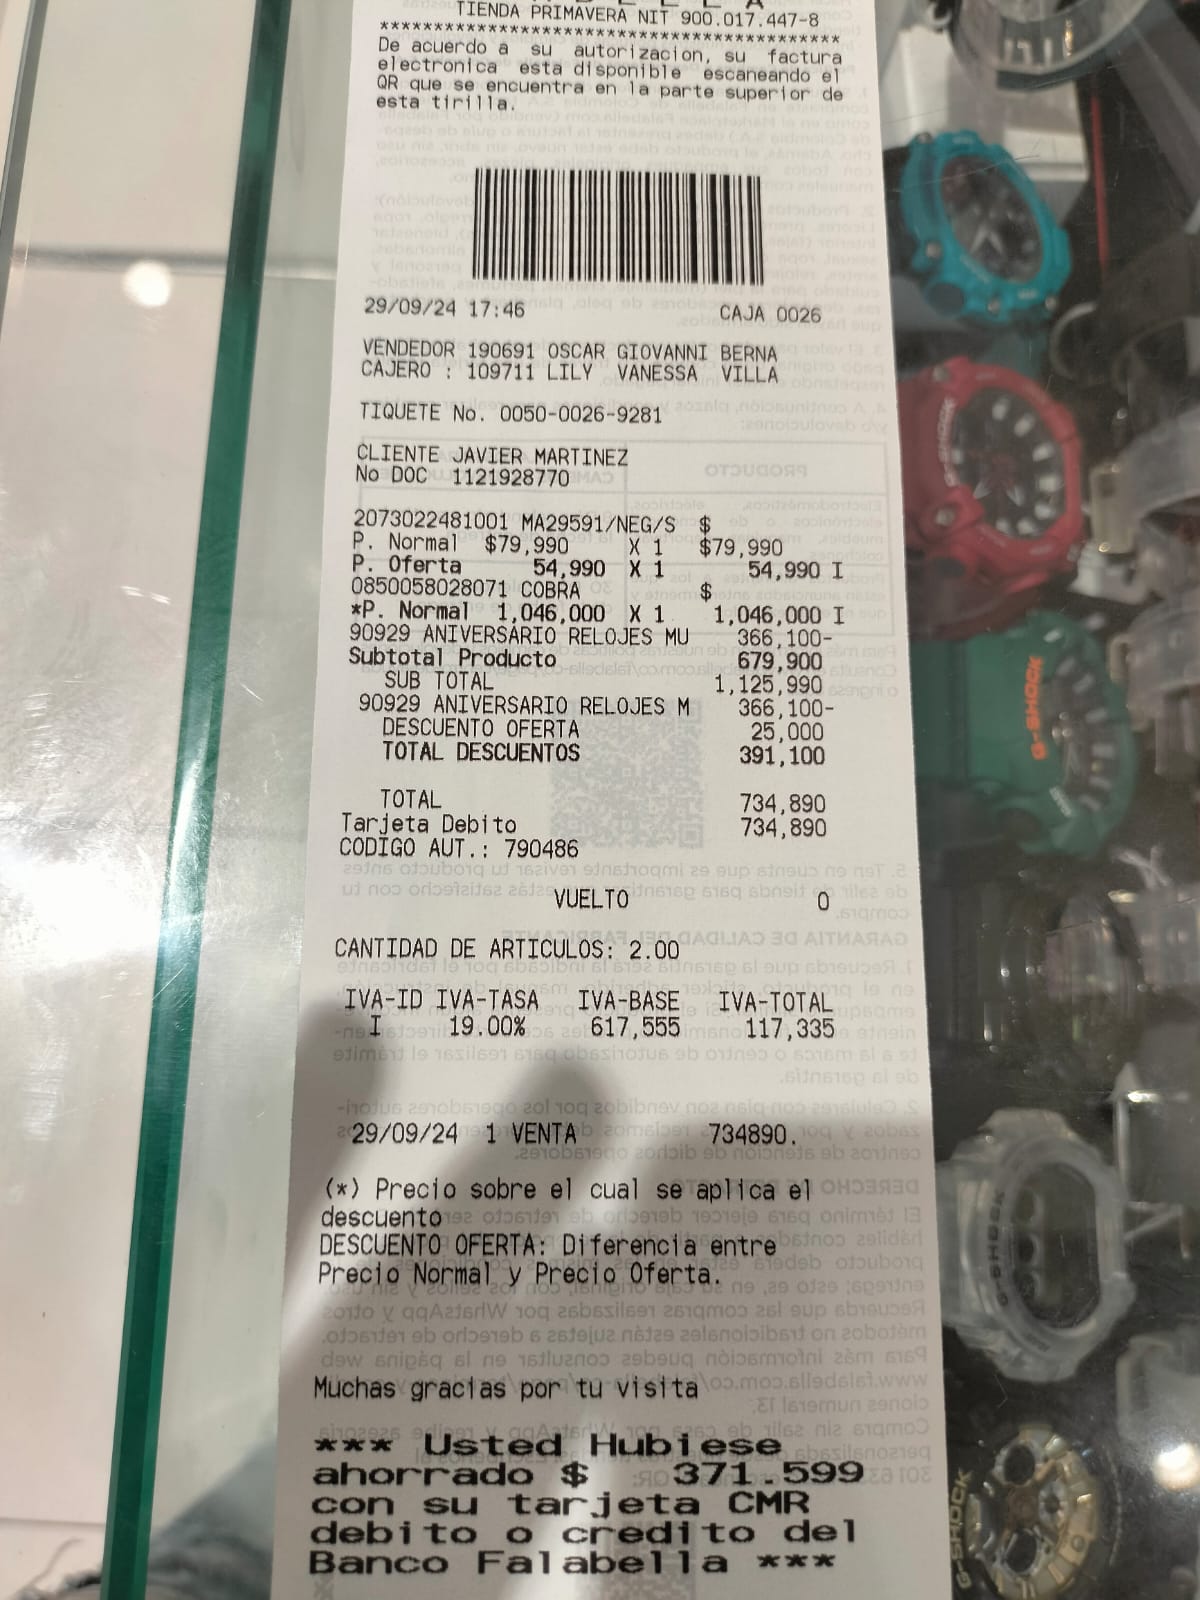 TIENDA PRIMAVERA NIT 900.017.447-8
******************************************
De acuerdo a su autorizacion, su factura
electronica esta disponible escaneando el
QR que se encuentra en la parte superior de
esta tirilla.
29/09/24 17:46 CAJA 0026
VENDEDOR 190691 OSCAR GIOVANNI BERNA
CAJERO : 109711 LILY VANESSA VILLA
TIQUETE No. 0050-0026-9281
CLIENTE JAVIER MARTINEZ
No DOC 1121928770
2073022481001 MA29591/NEG/S $
P. Normal $79,990 X 1 $79,990
P. Oferta 54,990 X 1 54,990 I
0850058028071 COBRA $
*P. Normal 1,046,000 X 1 1,046,000 I
90929 ANIVERSARIO RELOJES MU 366,100-
Subtotal Producto 679,900
SUB TOTAL 1,125,990
90929 ANIVERSARIO RELOJES M 366,100-
DESCUENTO OFERTA 25,000
TOTAL DESCUENTOS 391,100
TOTAL 734,890
Tarjeta Debito 734,890
CODIGO AUT.: 790486
VUELTO 0
CANTIDAD DE ARTICULOS: 2.00
IVA-ID IVA-TASA IVA-BASE IVA-TOTAL
I 19.00% 617,555 117,335
29/09/24 1 VENTA 734890.
(*) Precio sobre el cual se aplica el
descuento
DESCUENTO OFERTA: Diferencia entre
Precio Normal y Precio Oferta.
Muchas gracias por tu visita
*** Usted Hubiese
ahorrado $ 371.599
con su tarjeta CMR
debito o credito del
Banco Falabella ***
G-SHOCK
G-SHOCK
G-SHOCK
G-SHOCK